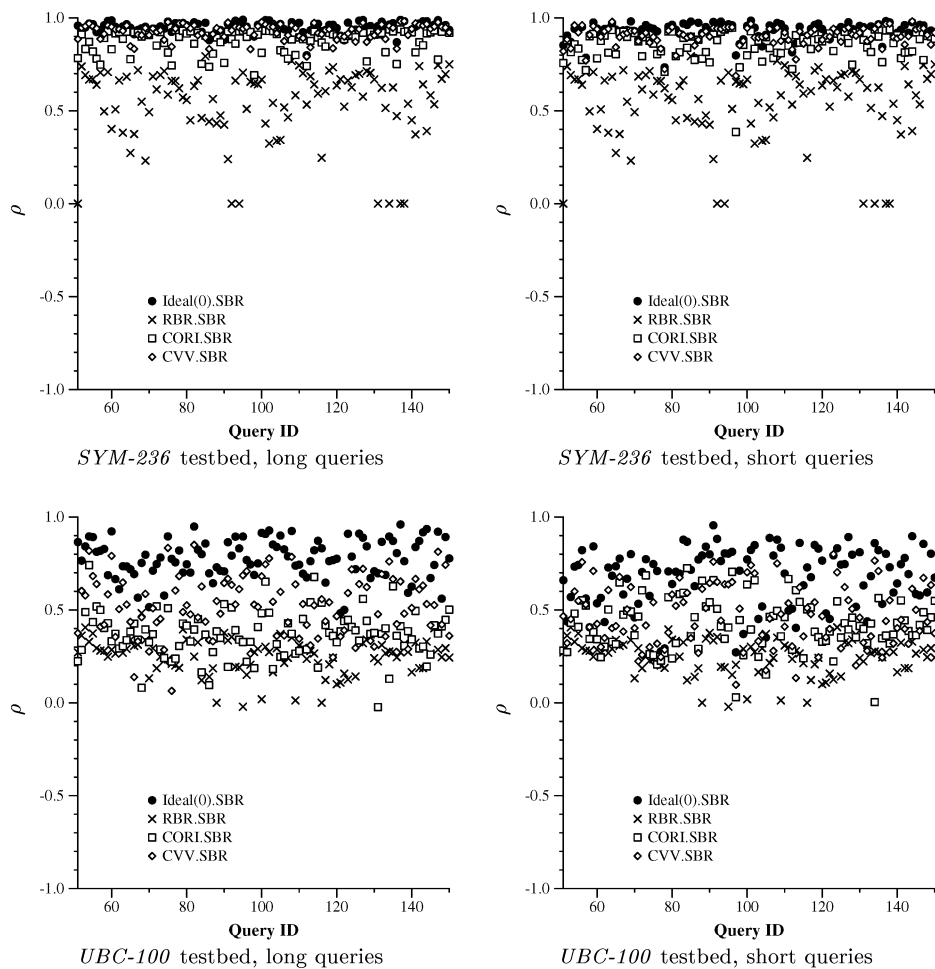 1.0
0.5
0.0
-0.5
-1.0
ρ
Ideal(0).SBR
RBR.SBR
CORI.SBR
CVV.SBR
60 80 100 120 140
Query ID
SYM-236 testbed, long queries
1.0
0.5
0.0
-0.5
-1.0
ρ
Ideal(0).SBR
RBR.SBR
CORI.SBR
CVV.SBR
60 80 100 120 140
Query ID
SYM-236 testbed, short queries
1.0
0.5
0.0
-0.5
-1.0
ρ
Ideal(0).SBR
RBR.SBR
CORI.SBR
CVV.SBR
60 80 100 120 140
Query ID
UBC-100 testbed, long queries
1.0
0.5
0.0
-0.5
-1.0
ρ
Ideal(0).SBR
RBR.SBR
CORI.SBR
CVV.SBR
60 80 100 120 140
Query ID
UBC-100 testbed, short queries